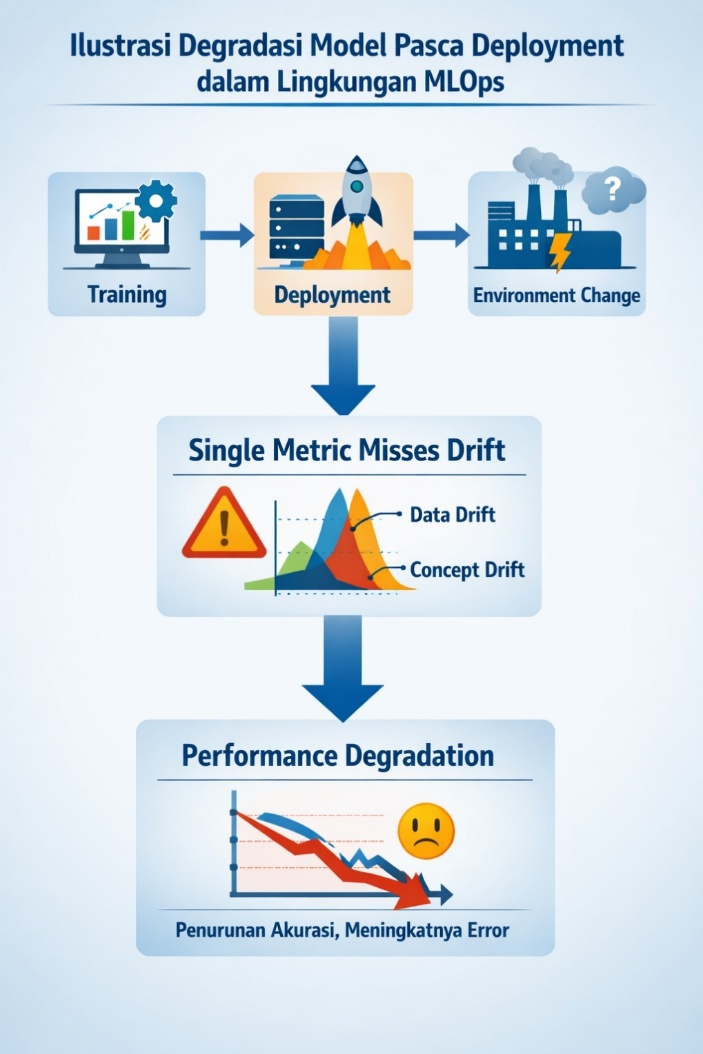 Ilustrasi Degradasi Model Pasca Deployment
dalam Lingkungan MLOps
?
Training
Deployment
Environment Change
Single Metric Misses Drift
!
Data Drift
Concept Drift
Performance Degradation
Penurunan Akurasi, Meningkatnya Error